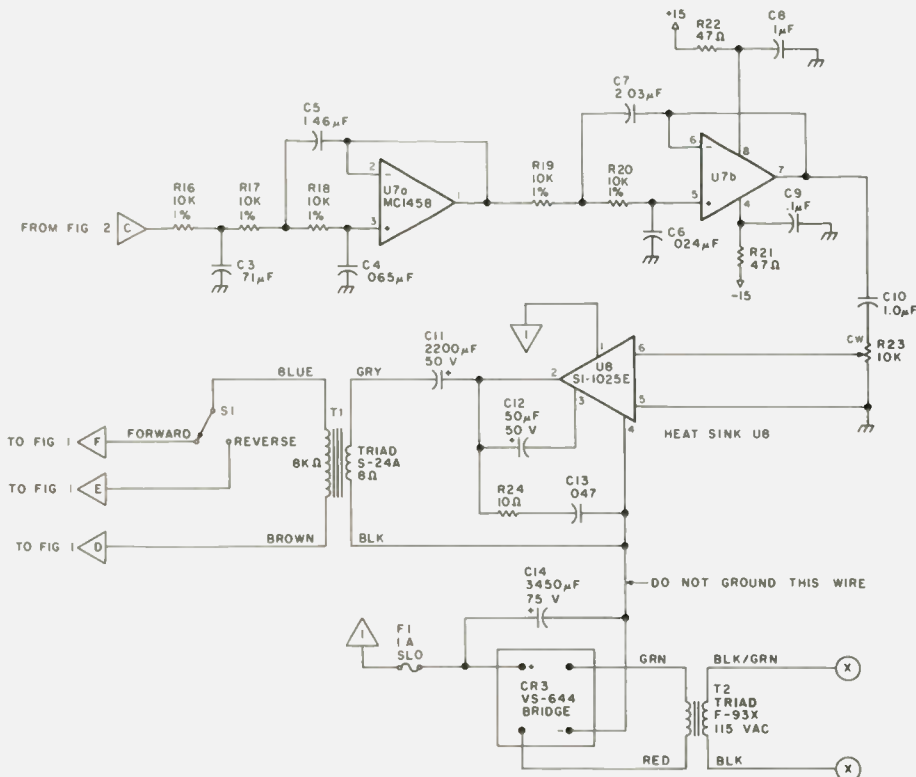 +15
R22
47Ω
C8
.1µF
C7
2.03µF
C5
1.46µF
6
-
8
U7b
7
5
+
4
2
-
U7a
MC1458
1
3
+
R19
10K
1%
R20
10K
1%
R16
10K
1%
R17
10K
1%
R18
10K
1%
FROM FIG 2
C
C9
.1µF
C6
.024µF
R21
47Ω
-15
C3
.71µF
C4
.065µF
C10
1.0µF
CW
R23
10K
1
C11
2200µF
50 V
+
1
U8
SI-1025E
6
2
3
5
4
HEAT SINK U8
BLUE
GRY
T1
C12
50µF
50 V
+
S1
TO FIG 1
F
FORWARD
REVERSE
8KΩ
TRIAD
S-24A
8Ω
TO FIG 1
E
R24
10Ω
C13
.047
TO FIG 1
D
BROWN
BLK
DO NOT GROUND THIS WIRE
C14
3450µF
75 V
+
1
F1
1A
SLO
+
CR3
VS-644
BRIDGE
-
GRN
RED
BLK/GRN
X
T2
TRIAD
F-93X
115 VAC
BLK
X